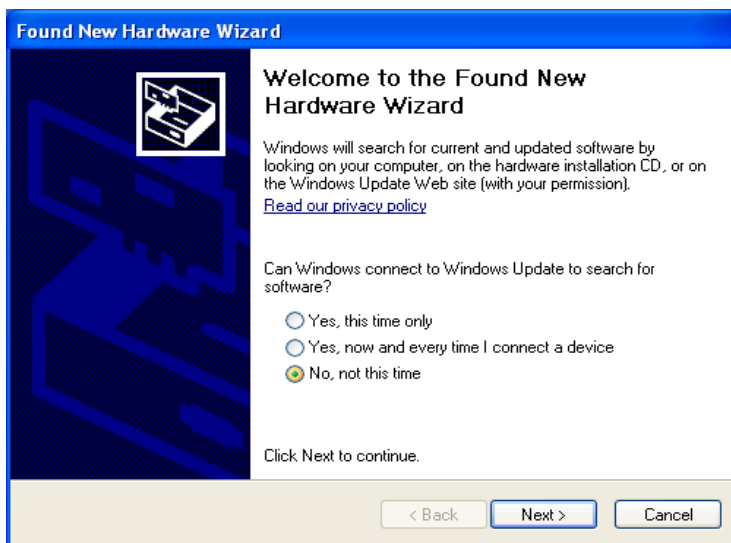 Found New Hardware Wizard
Welcome to the Found New
Hardware Wizard
Windows will search for current and updated software by
looking on your computer, on the hardware installation CD, or on
the Windows Update Web site (with your permission).
Read our privacy policy
Can Windows connect to Windows Update to search for
software?
Yes, this time only
Yes, now and every time I connect a device
No, not this time
Click Next to continue.
< Back
Next >
Cancel